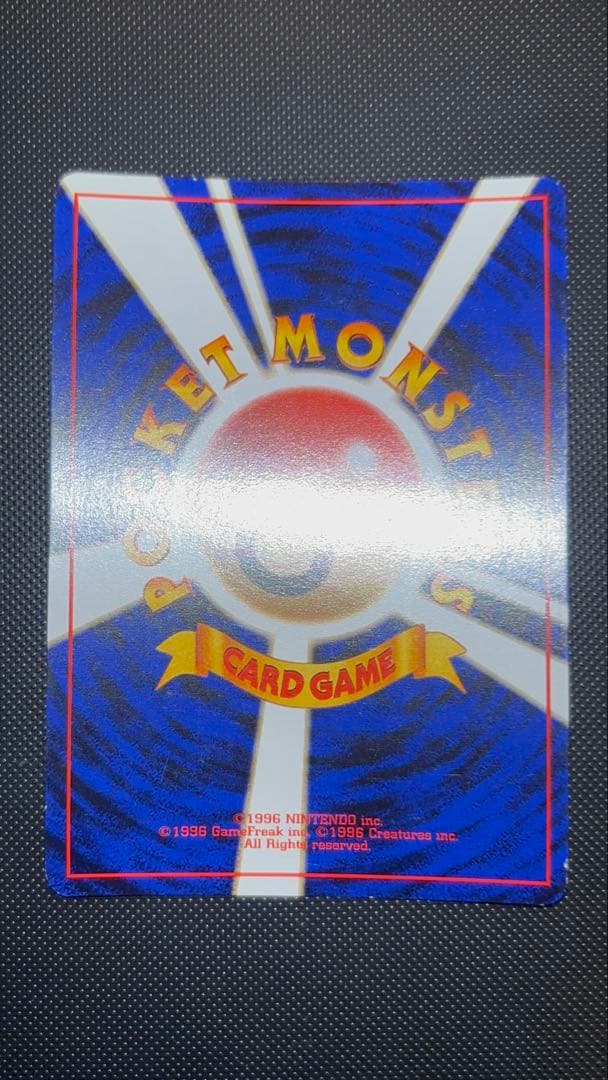 POCKET MONSTERS
CARD GAME
©1996 NINTENDO inc.
©1996 GameFreak inc. ©1996 Creatures inc.
All Rights reserved.